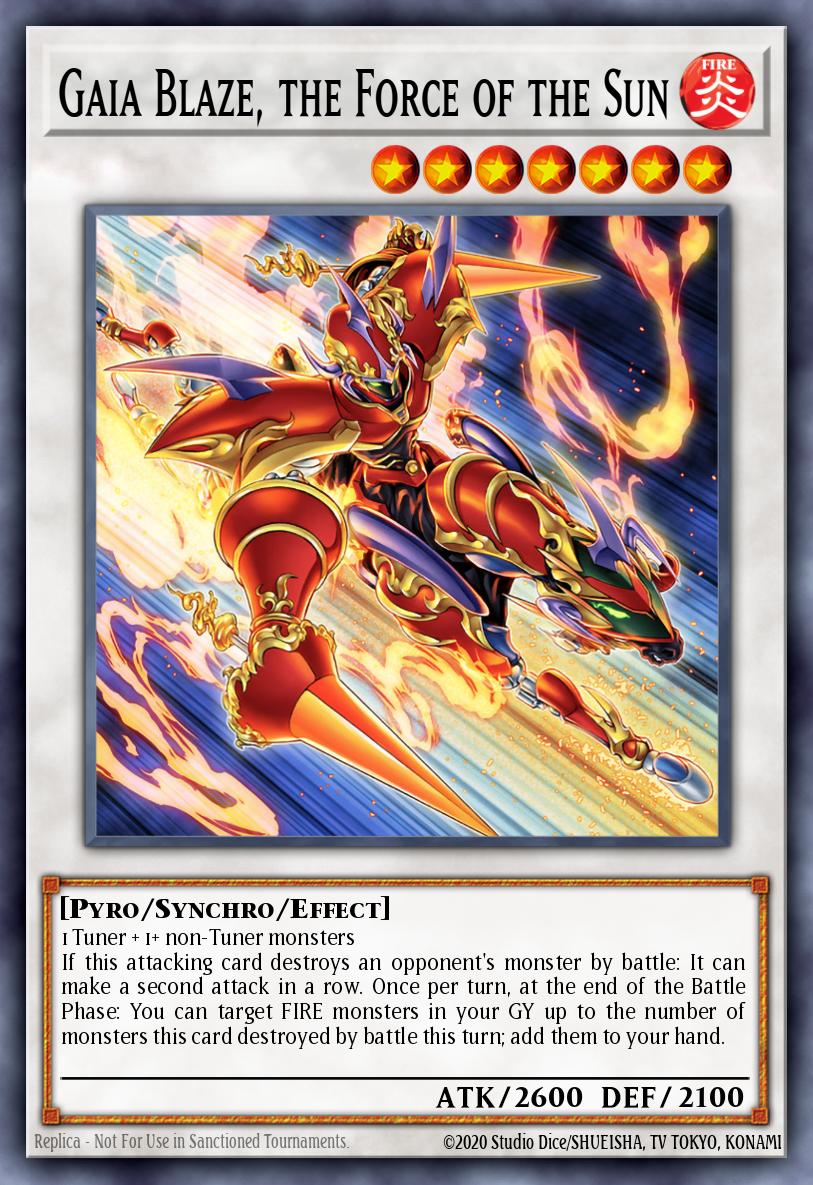 Gaia Blaze, the Force of the Sun
FIRE
炎
[Pyro/Synchro/Effect]
1 Tuner + 1+ non-Tuner monsters
If this attacking card destroys an opponent's monster by battle: It can
make a second attack in a row. Once per turn, at the end of the Battle
Phase: You can target FIRE monsters in your GY up to the number of
monsters this card destroyed by battle this turn; add them to your hand.
ATK/2600 DEF/2100
Replica - Not For Use in Sanctioned Tournaments.
©2020 Studio Dice/SHUEISHA, TV TOKYO, KONAMI